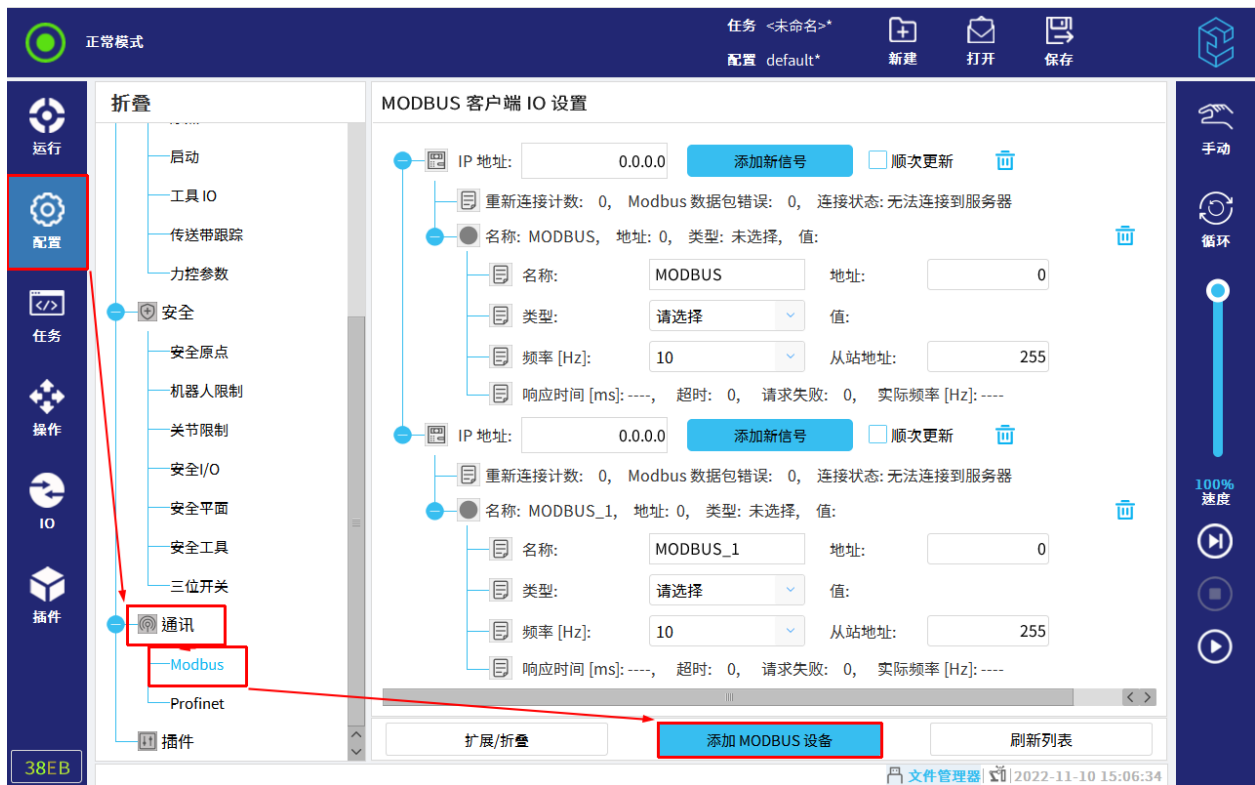 正常模式
任务 <未命名>*
配置 default*
新建
打开
保存
运行
配置
任务
操作
IO
插件
38EB
折叠
启动
工具 IO
传送带跟踪
力控参数
安全
安全原点
机器人限制
关节限制
安全I/O
安全平面
安全工具
三位开关
通讯
Modbus
Profinet
插件
MODBUS 客户端 IO 设置
IP 地址: 0.0.0.0 添加新信号 顺次更新
重新连接计数: 0, Modbus 数据包错误: 0, 连接状态: 无法连接到服务器
名称: MODBUS, 地址: 0, 类型: 未选择, 值:
名称: MODBUS 地址: 0
类型: 请选择 值:
频率 [Hz]: 10 从站地址: 255
响应时间 [ms]: ----, 超时: 0, 请求失败: 0, 实际频率 [Hz]: ----
IP 地址: 0.0.0.0 添加新信号 顺次更新
重新连接计数: 0, Modbus 数据包错误: 0, 连接状态: 无法连接到服务器
名称: MODBUS_1, 地址: 0, 类型: 未选择, 值:
名称: MODBUS_1 地址: 0
类型: 请选择 值:
频率 [Hz]: 10 从站地址: 255
响应时间 [ms]: ----, 超时: 0, 请求失败: 0, 实际频率 [Hz]: ----
扩展/折叠 添加 MODBUS 设备 刷新列表
文件管理器 2022-11-10 15:06:34
手动
循环
100%
速度